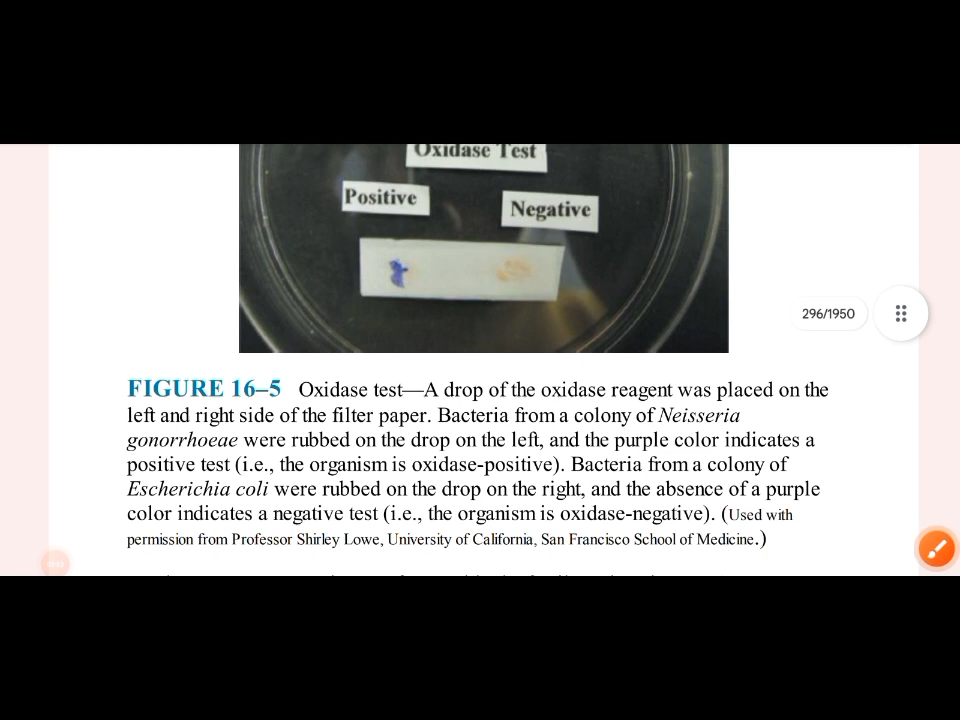 Oxidase Test
Positive
Negative
296/1950
FIGURE 16–5 Oxidase test—A drop of the oxidase reagent was placed on the
left and right side of the filter paper. Bacteria from a colony of Neisseria
gonorrhoeae were rubbed on the drop on the left, and the purple color indicates a
positive test (i.e., the organism is oxidase-positive). Bacteria from a colony of
Escherichia coli were rubbed on the drop on the right, and the absence of a purple
color indicates a negative test (i.e., the organism is oxidase-negative). (Used with
permission from Professor Shirley Lowe, University of California, San Francisco School of Medicine.)